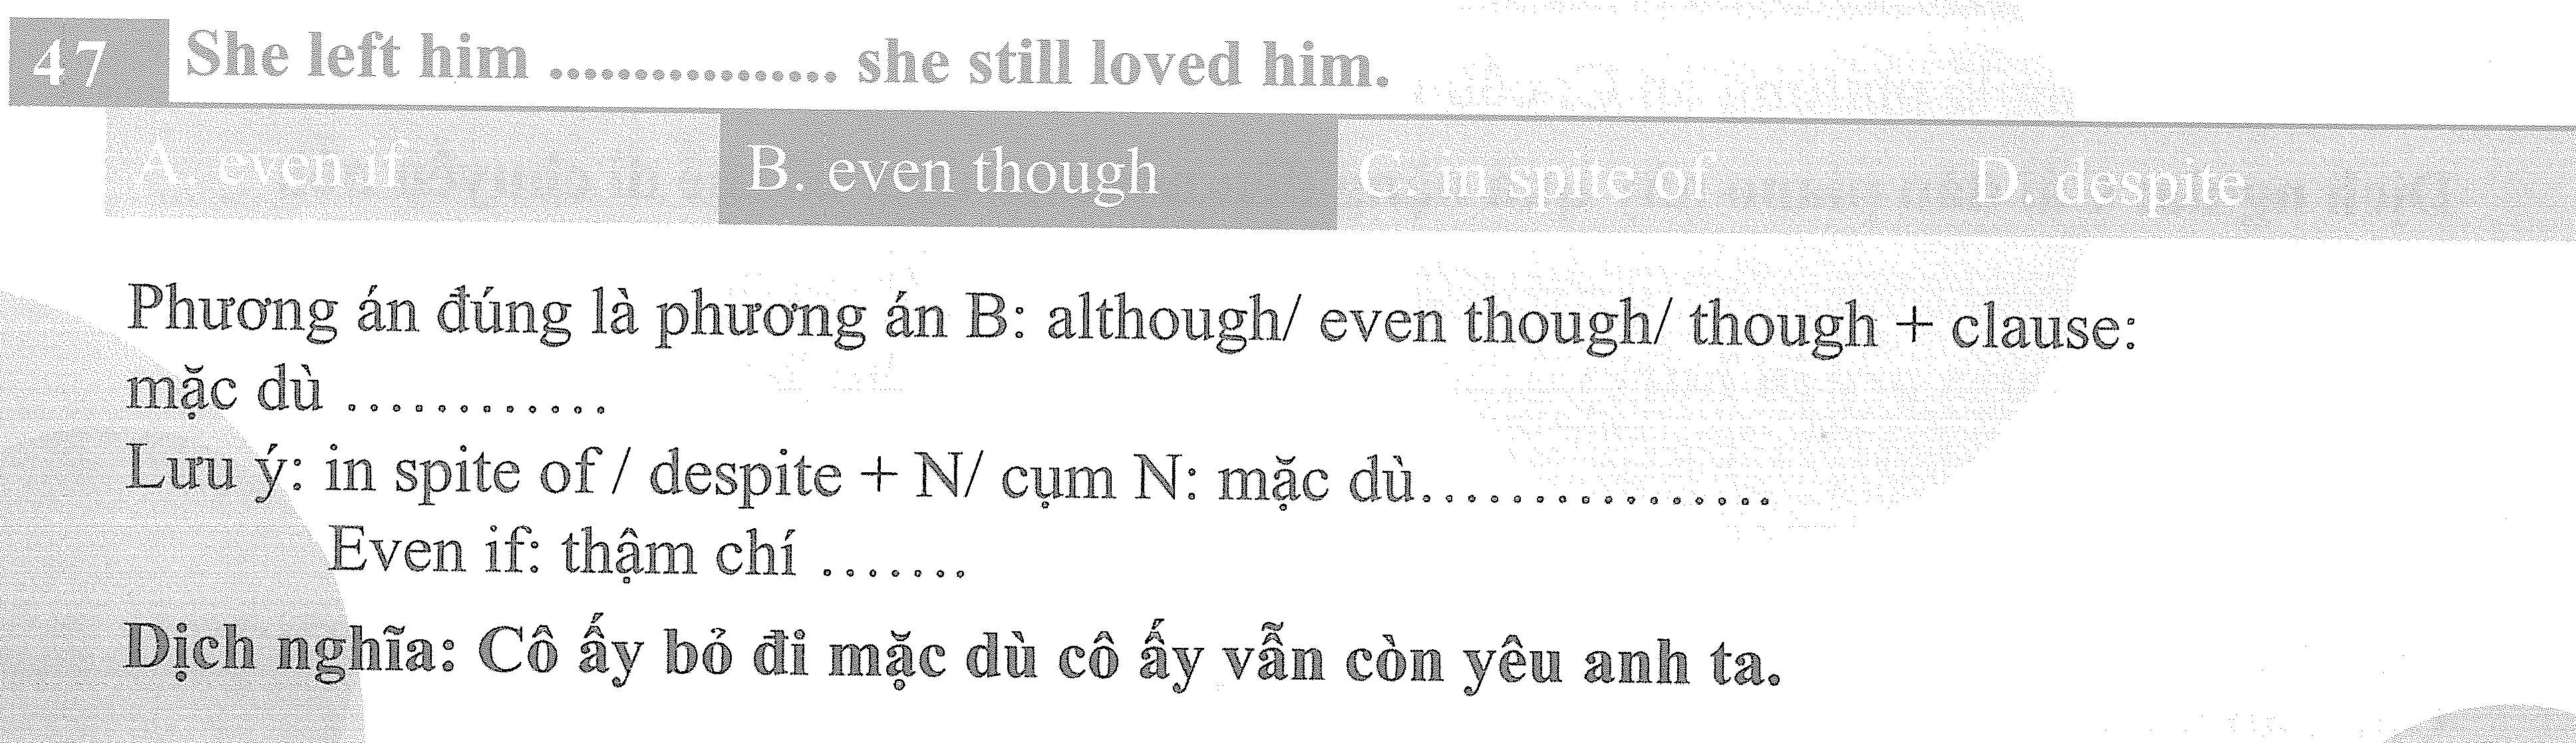 47 She left him ................. she still loved him.
A. even if B. even though C. in spite of D. despite
Phương án đúng là phương án B: although/ even though/ though + clause:
mặc dù ............
Lưu ý: in spite of / despite + N/ cụm N: mặc dù................
Even if: thậm chí .......
Dịch nghĩa: Cô ấy bỏ đi mặc dù cô ấy vẫn còn yêu anh ta.